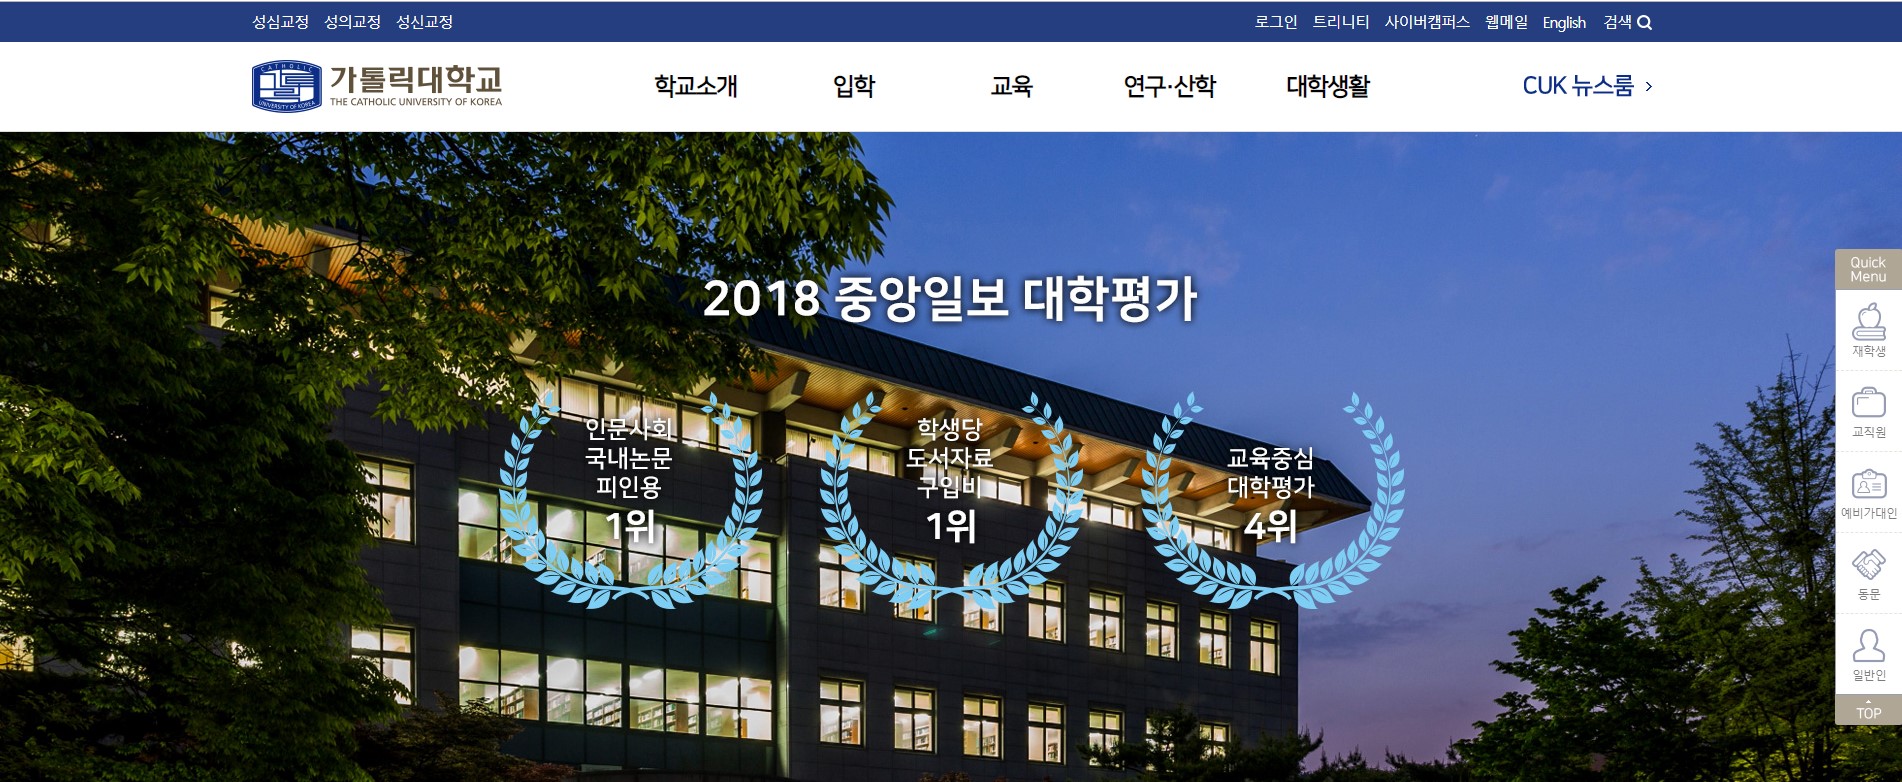 성심교정 성의교정 성신교정
로그인 트리니티 사이버캠퍼스 웹메일 English 검색
CATHOLIC
UNIVERSITY OF KOREA
가톨릭대학교
THE CATHOLIC UNIVERSITY OF KOREA
학교소개 입학 교육 연구·산학 대학생활
CUK 뉴스룸
2018 중앙일보 대학평가
인문사회
국내논문
피인용
1위
학생당
도서자료
구입비
1위
교육중심
대학평가
4위
Quick
Menu
재학생
교직원
예비가대인
동문
일반인
TOP